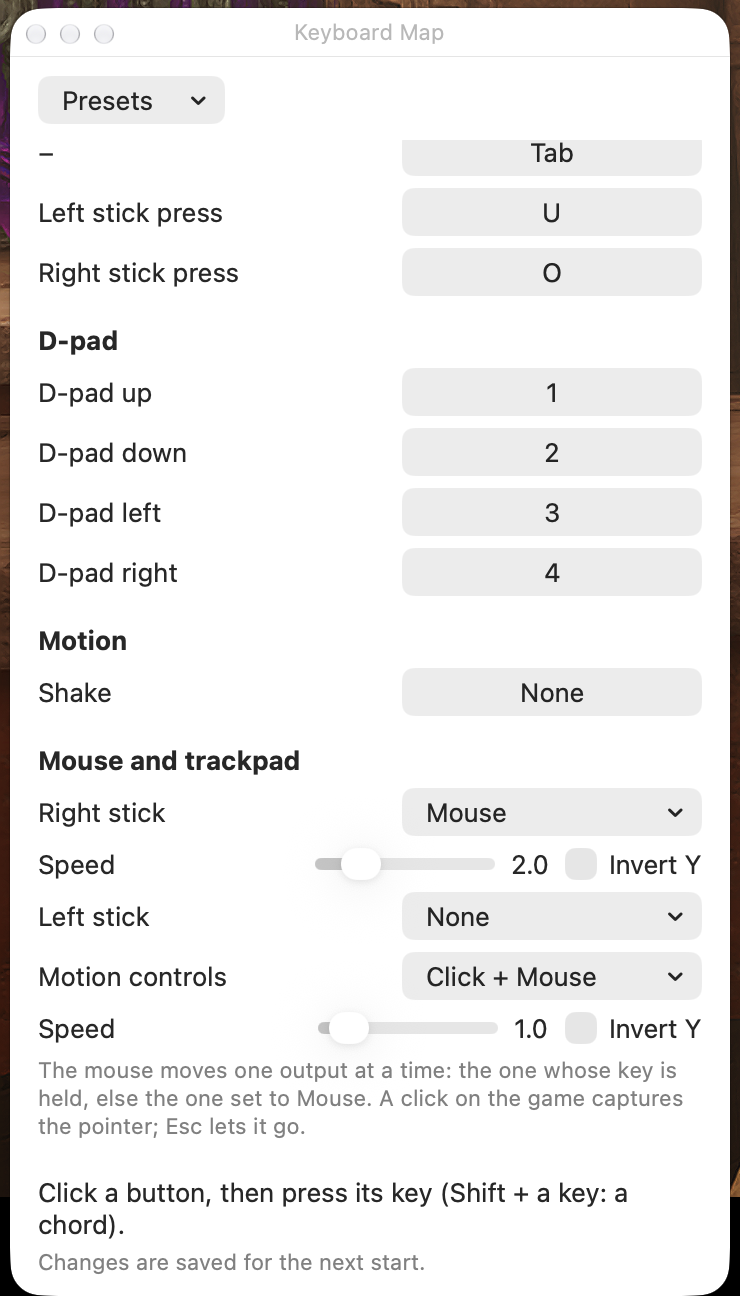 Keyboard Map
Presets
– Tab
Left stick press U
Right stick press O
D-pad
D-pad up 1
D-pad down 2
D-pad left 3
D-pad right 4
Motion
Shake None
Mouse and trackpad
Right stick Mouse
Speed 2.0 Invert Y
Left stick None
Motion controls Click + Mouse
Speed 1.0 Invert Y
The mouse moves one output at a time: the one whose key is
held, else the one set to Mouse. A click on the game captures
the pointer; Esc lets it go.
Click a button, then press its key (Shift + a key: a
chord).
Changes are saved for the next start.